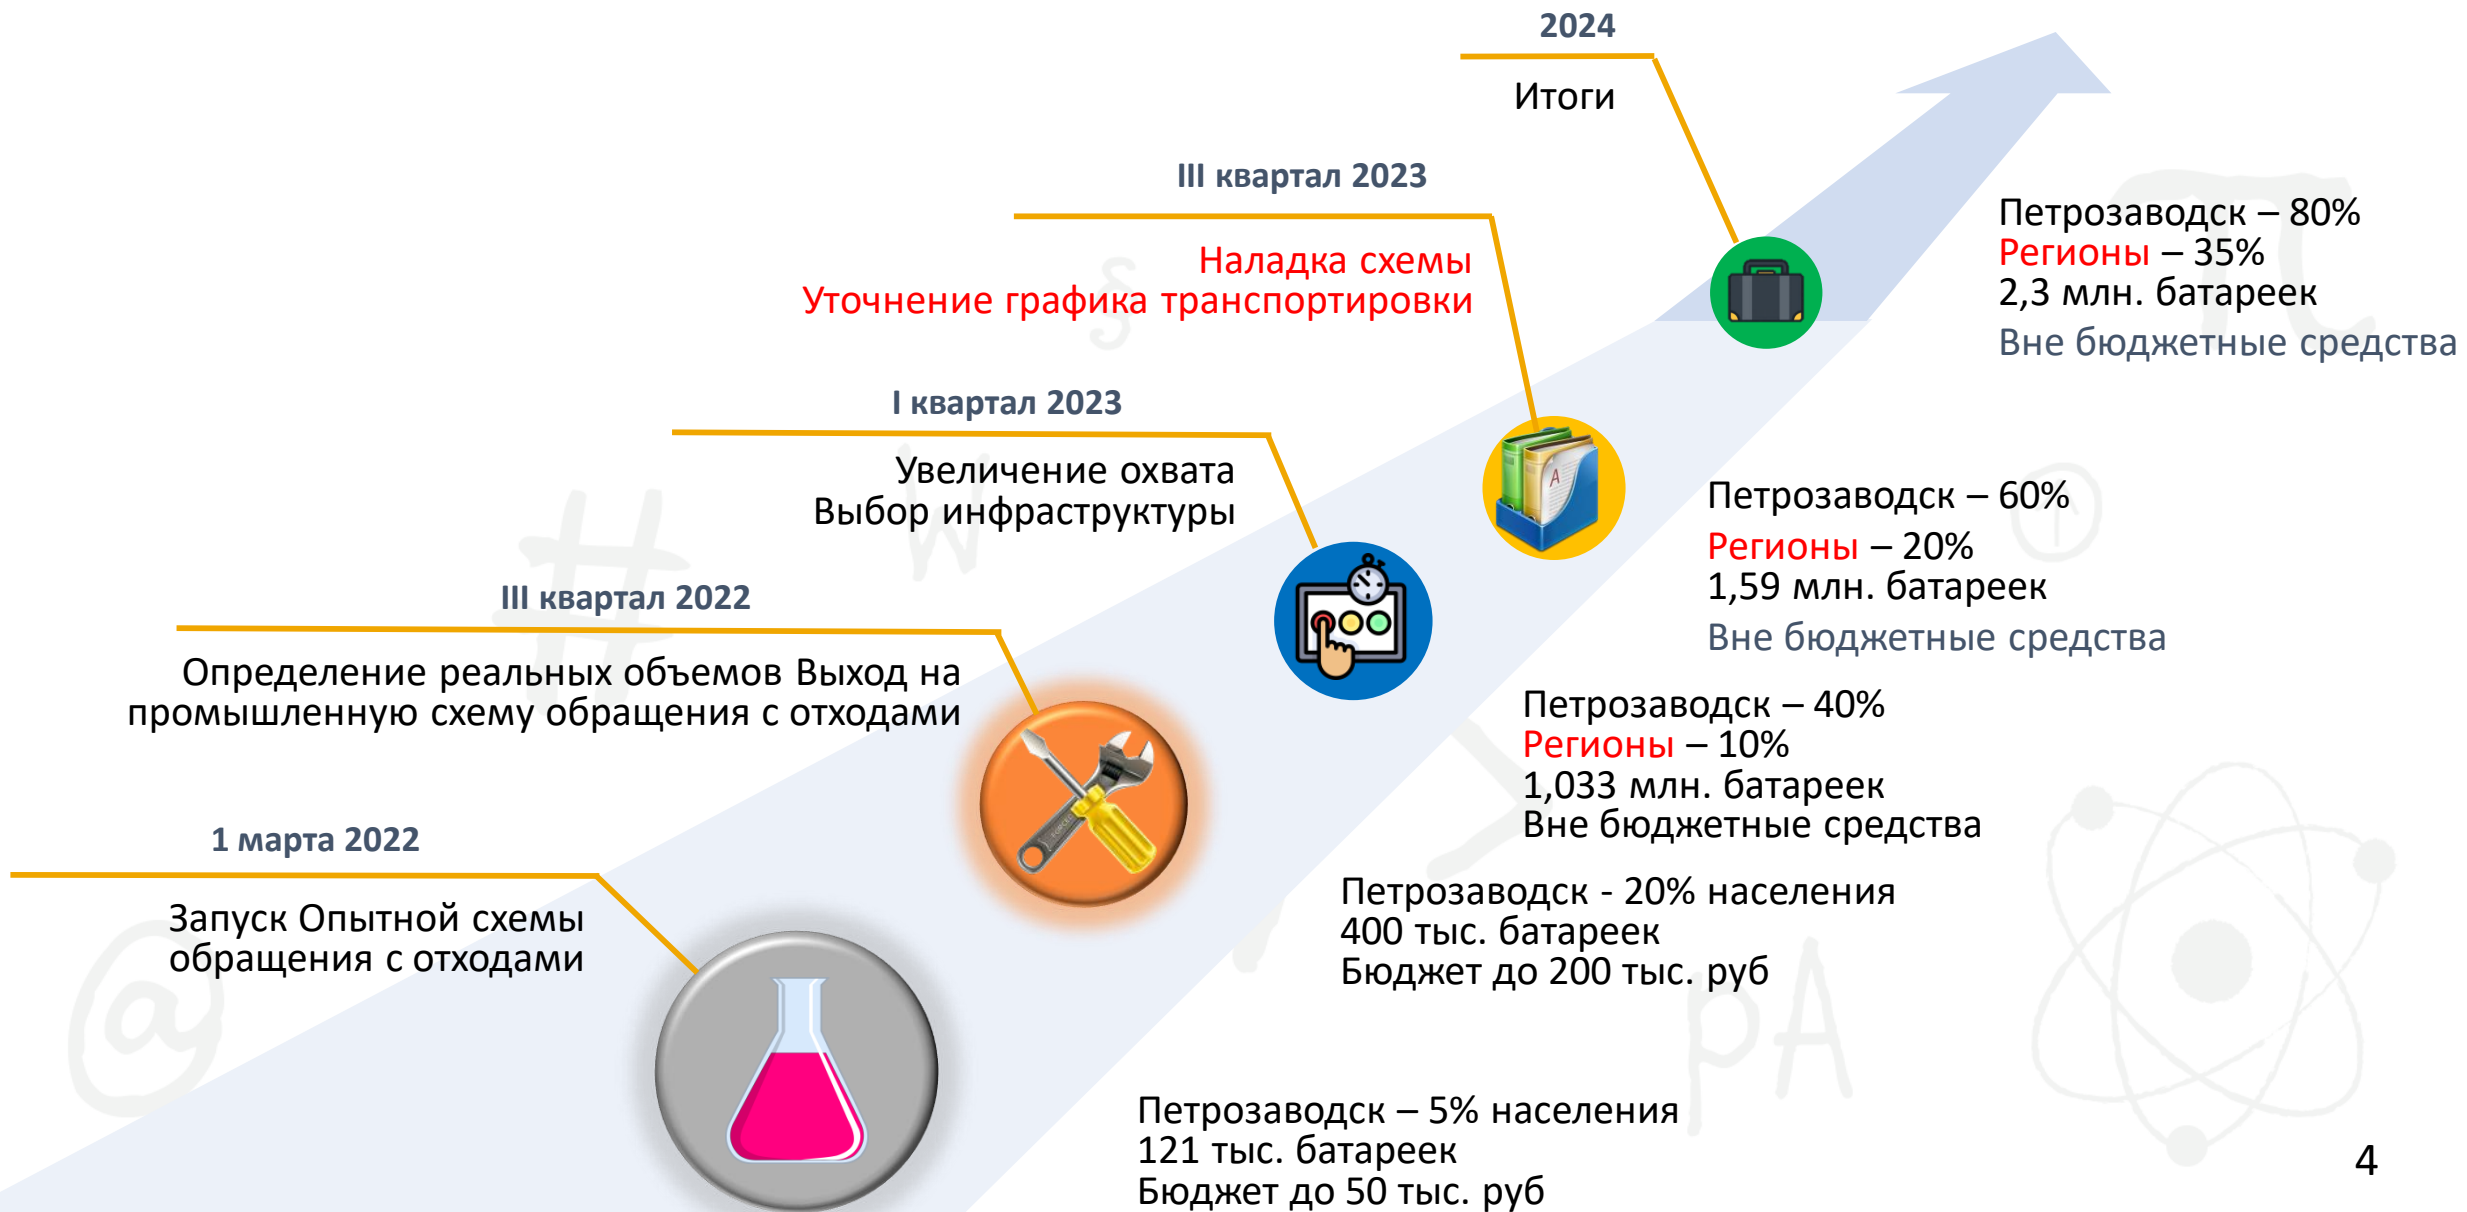 2024
Итоги
III квартал 2023
Наладка схемы
Уточнение графика транспортировки
Петрозаводск – 80%
Регионы – 35%
2,3 млн. батареек
Вне бюджетные средства
I квартал 2023
Увеличение охвата
Выбор инфраструктуры
Петрозаводск – 60%
Регионы – 20%
1,59 млн. батареек
Вне бюджетные средства
III квартал 2022
Определение реальных объемов Выход на
промышленную схему обращения с отходами
Петрозаводск – 40%
Регионы – 10%
1,033 млн. батареек
Вне бюджетные средства
1 марта 2022
Запуск Опытной схемы
обращения с отходами
Петрозаводск - 20% населения
400 тыс. батареек
Бюджет до 200 тыс. руб
Петрозаводск – 5% населения
121 тыс. батареек
Бюджет до 50 тыс. руб
4